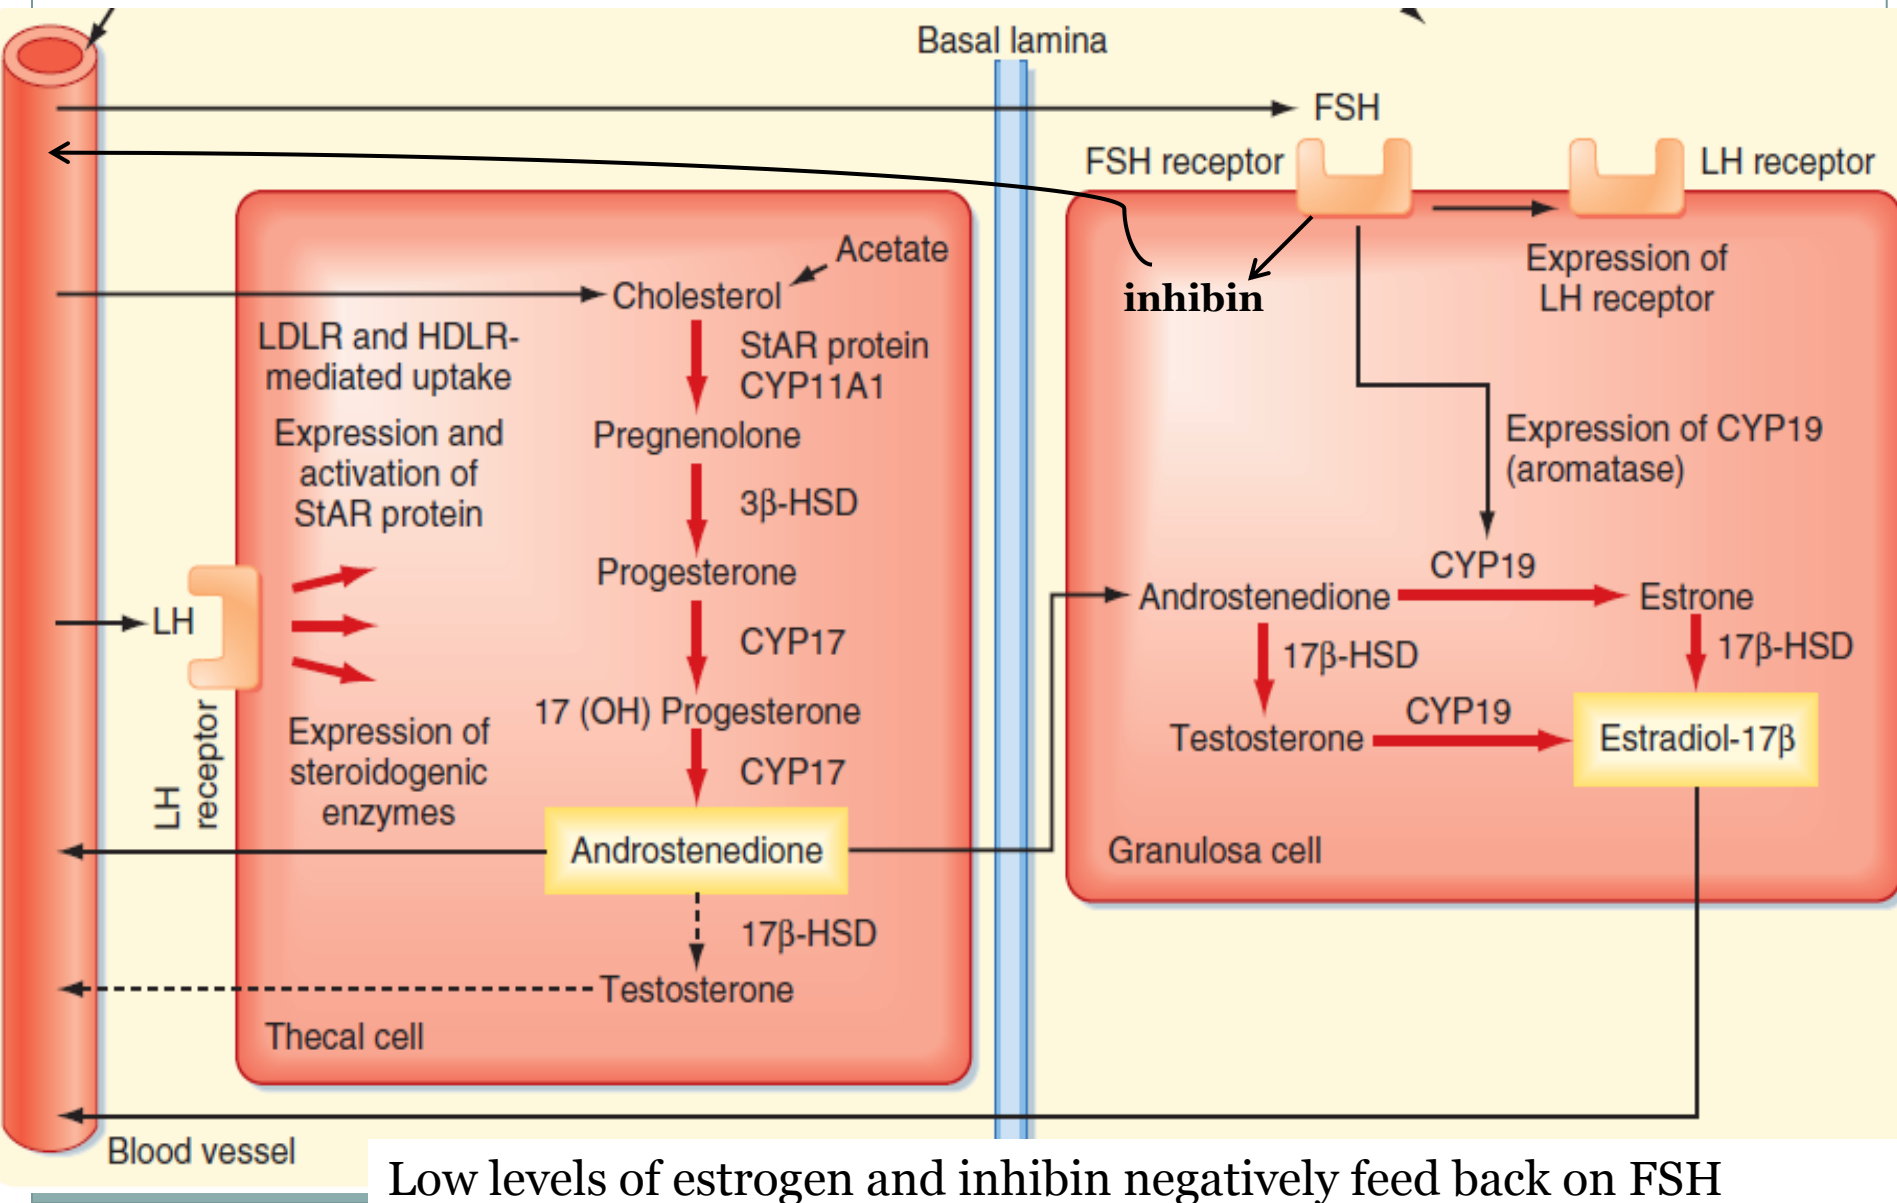 Basal lamina
FSH
FSH receptor
LH receptor
inhibin
Expression of
LH receptor
Acetate
Cholesterol
LDLR and HDLR-
mediated uptake
StAR protein
CYP11A1
Expression and
activation of
StAR protein
Pregnenolone
3β-HSD
Progesterone
CYP17
LH
LH
receptor
17 (OH) Progesterone
Expression of
steroidogenic
enzymes
CYP17
Androstenedione
17β-HSD
Testosterone
Thecal cell
Expression of CYP19
(aromatase)
CYP19
Androstenedione
Estrone
17β-HSD
17β-HSD
CYP19
Testosterone
Estradiol-17β
Granulosa cell
Blood vessel
Low levels of estrogen and inhibin negatively feed back on FSH